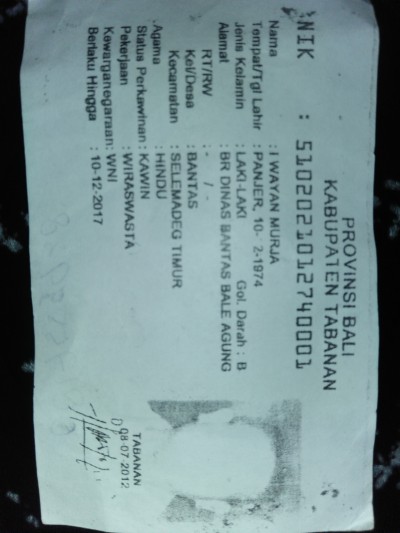 PROVINSI BALI
KABUPATEN TABANAN
NIK : 5102021012740001
Nama : I WAYAN MURJA
Tempat/Tgl Lahir : PANJER, 10- 2-1974
Jenis Kelamin : LAKI-LAKI Gol. Darah : B
Alamat : BR DINAS BANTAS BALE AGUNG
RT/RW : - / -
Kel/Desa : BANTAS
Kecamatan : SELEMADEG TIMUR
Agama : HINDU
Status Perkawinan : KAWIN
Pekerjaan : WIRASWASTA
Kewarganegaraan: WNI
Berlaku Hingga : 10-12-2017
TABANAN
08-07-2012